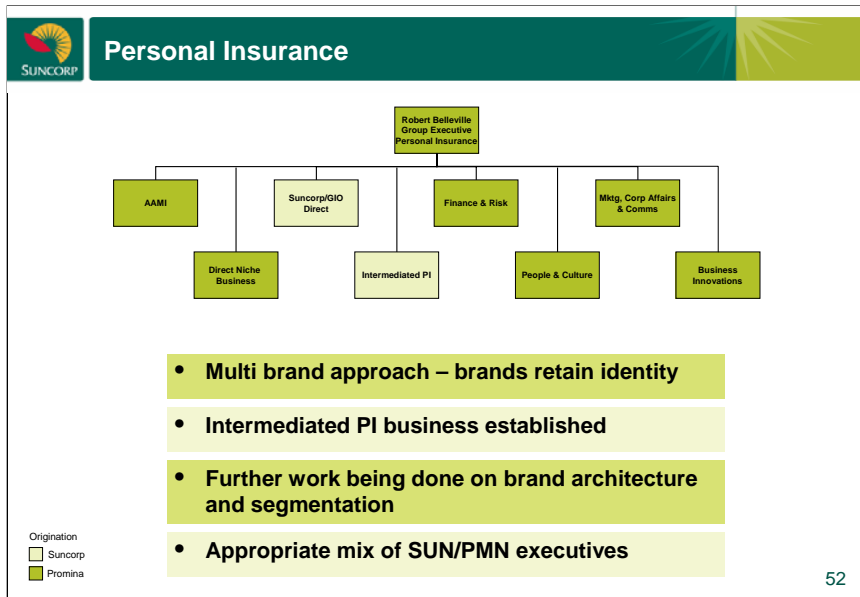 SUNCORP
Personal Insurance
Robert Belleville
Group Executive
Personal Insurance
AAMI
Suncorp/GIO
Direct
Finance & Risk
Mktg, Corp Affairs
& Comms
Direct Niche
Business
Intermediated PI
People & Culture
Business
Innovations
• Multi brand approach – brands retain identity
• Intermediated PI business established
• Further work being done on brand architecture
and segmentation
• Appropriate mix of SUN/PMN executives
Origination
Suncorp
Promina
52